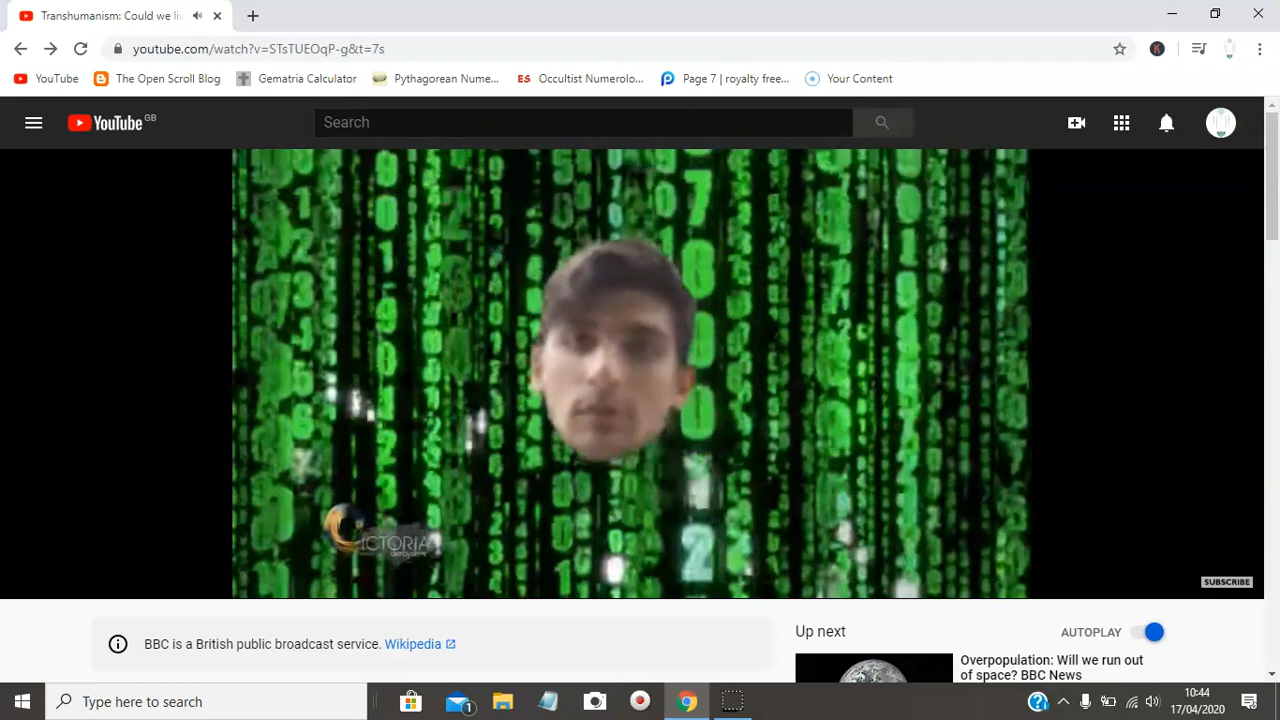 Transhumanism: Could we li
youtube.com/watch?v=STsTUEOqP-g&t=7s
YouTube
The Open Scroll Blog
Gematria Calculator
Pythagorean Nume...
ES Occultist Numerolo...
Page 7 | royalty free...
Your Content
YouTube GB
Search
ICTORIA
SUBSCRIBE
BBC is a British public broadcast service. Wikipedia
Up next
AUTOPLAY
Overpopulation: Will we run out
of space? BBC News
Type here to search
1
10:44
17/04/2020